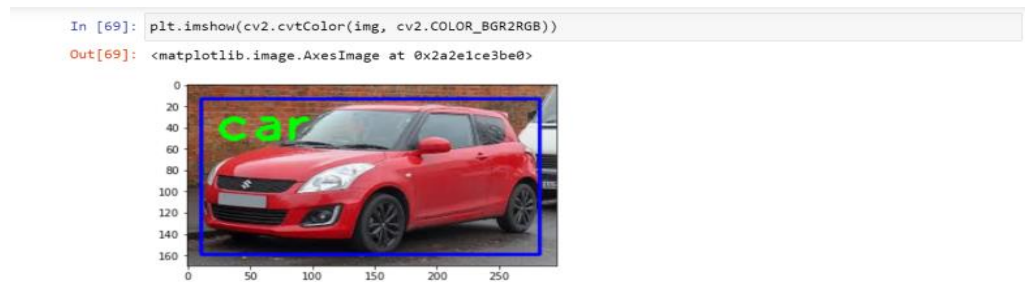 In [69]: plt.imshow(cv2.cvtColor(img, cv2.COLOR_BGR2RGB))
Out[69]: <matplotlib.image.AxesImage at 0x2a2e1ce3be0>
0
20
40
60
80
100
120
140
160
car
0 50 100 150 200 250